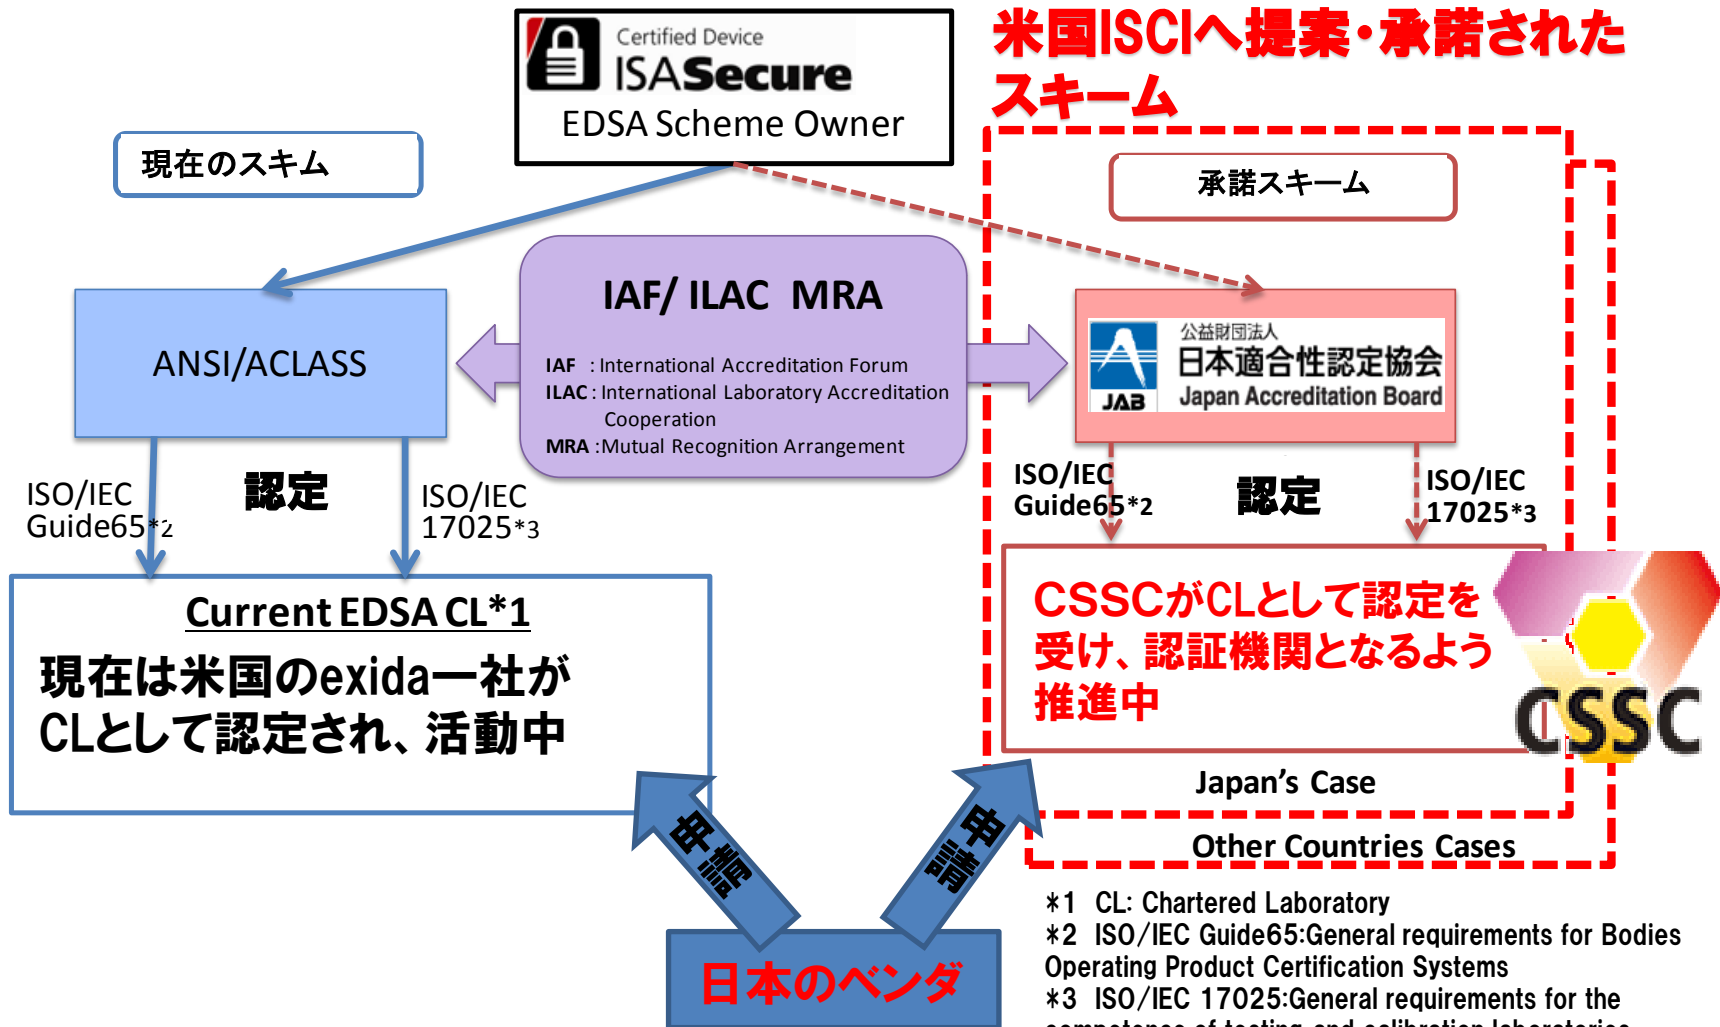 Certified Device
ISASecure
EDSA Scheme Owner
米国ISCIへ提案・承諾された
スキーム
現在のスキム
承諾スキーム
ANSI/ACLASS
IAF/ ILAC MRA
IAF : International Accreditation Forum
ILAC : International Laboratory Accreditation
Cooperation
MRA :Mutual Recognition Arrangement
公益財団法人
日本適合性認定協会
JAB Japan Accreditation Board
ISO/IEC
Guide65*2
認定
ISO/IEC
17025*3
ISO/IEC
Guide65*2
認定
ISO/IEC
17025*3
Current EDSA CL*1
現在は米国のexida一社が
CLとして認定され、活動中
CSSCがCLとして認定を
受け、認証機関となるよう
推進中
CSSC
Japan's Case
Other Countries Cases
申請
申請
日本のベンダ
*1 CL: Chartered Laboratory
*2 ISO/IEC Guide65:General requirements for Bodies
Operating Product Certification Systems
*3 ISO/IEC 17025:General requirements for the
competence of testing and calibration laboratories